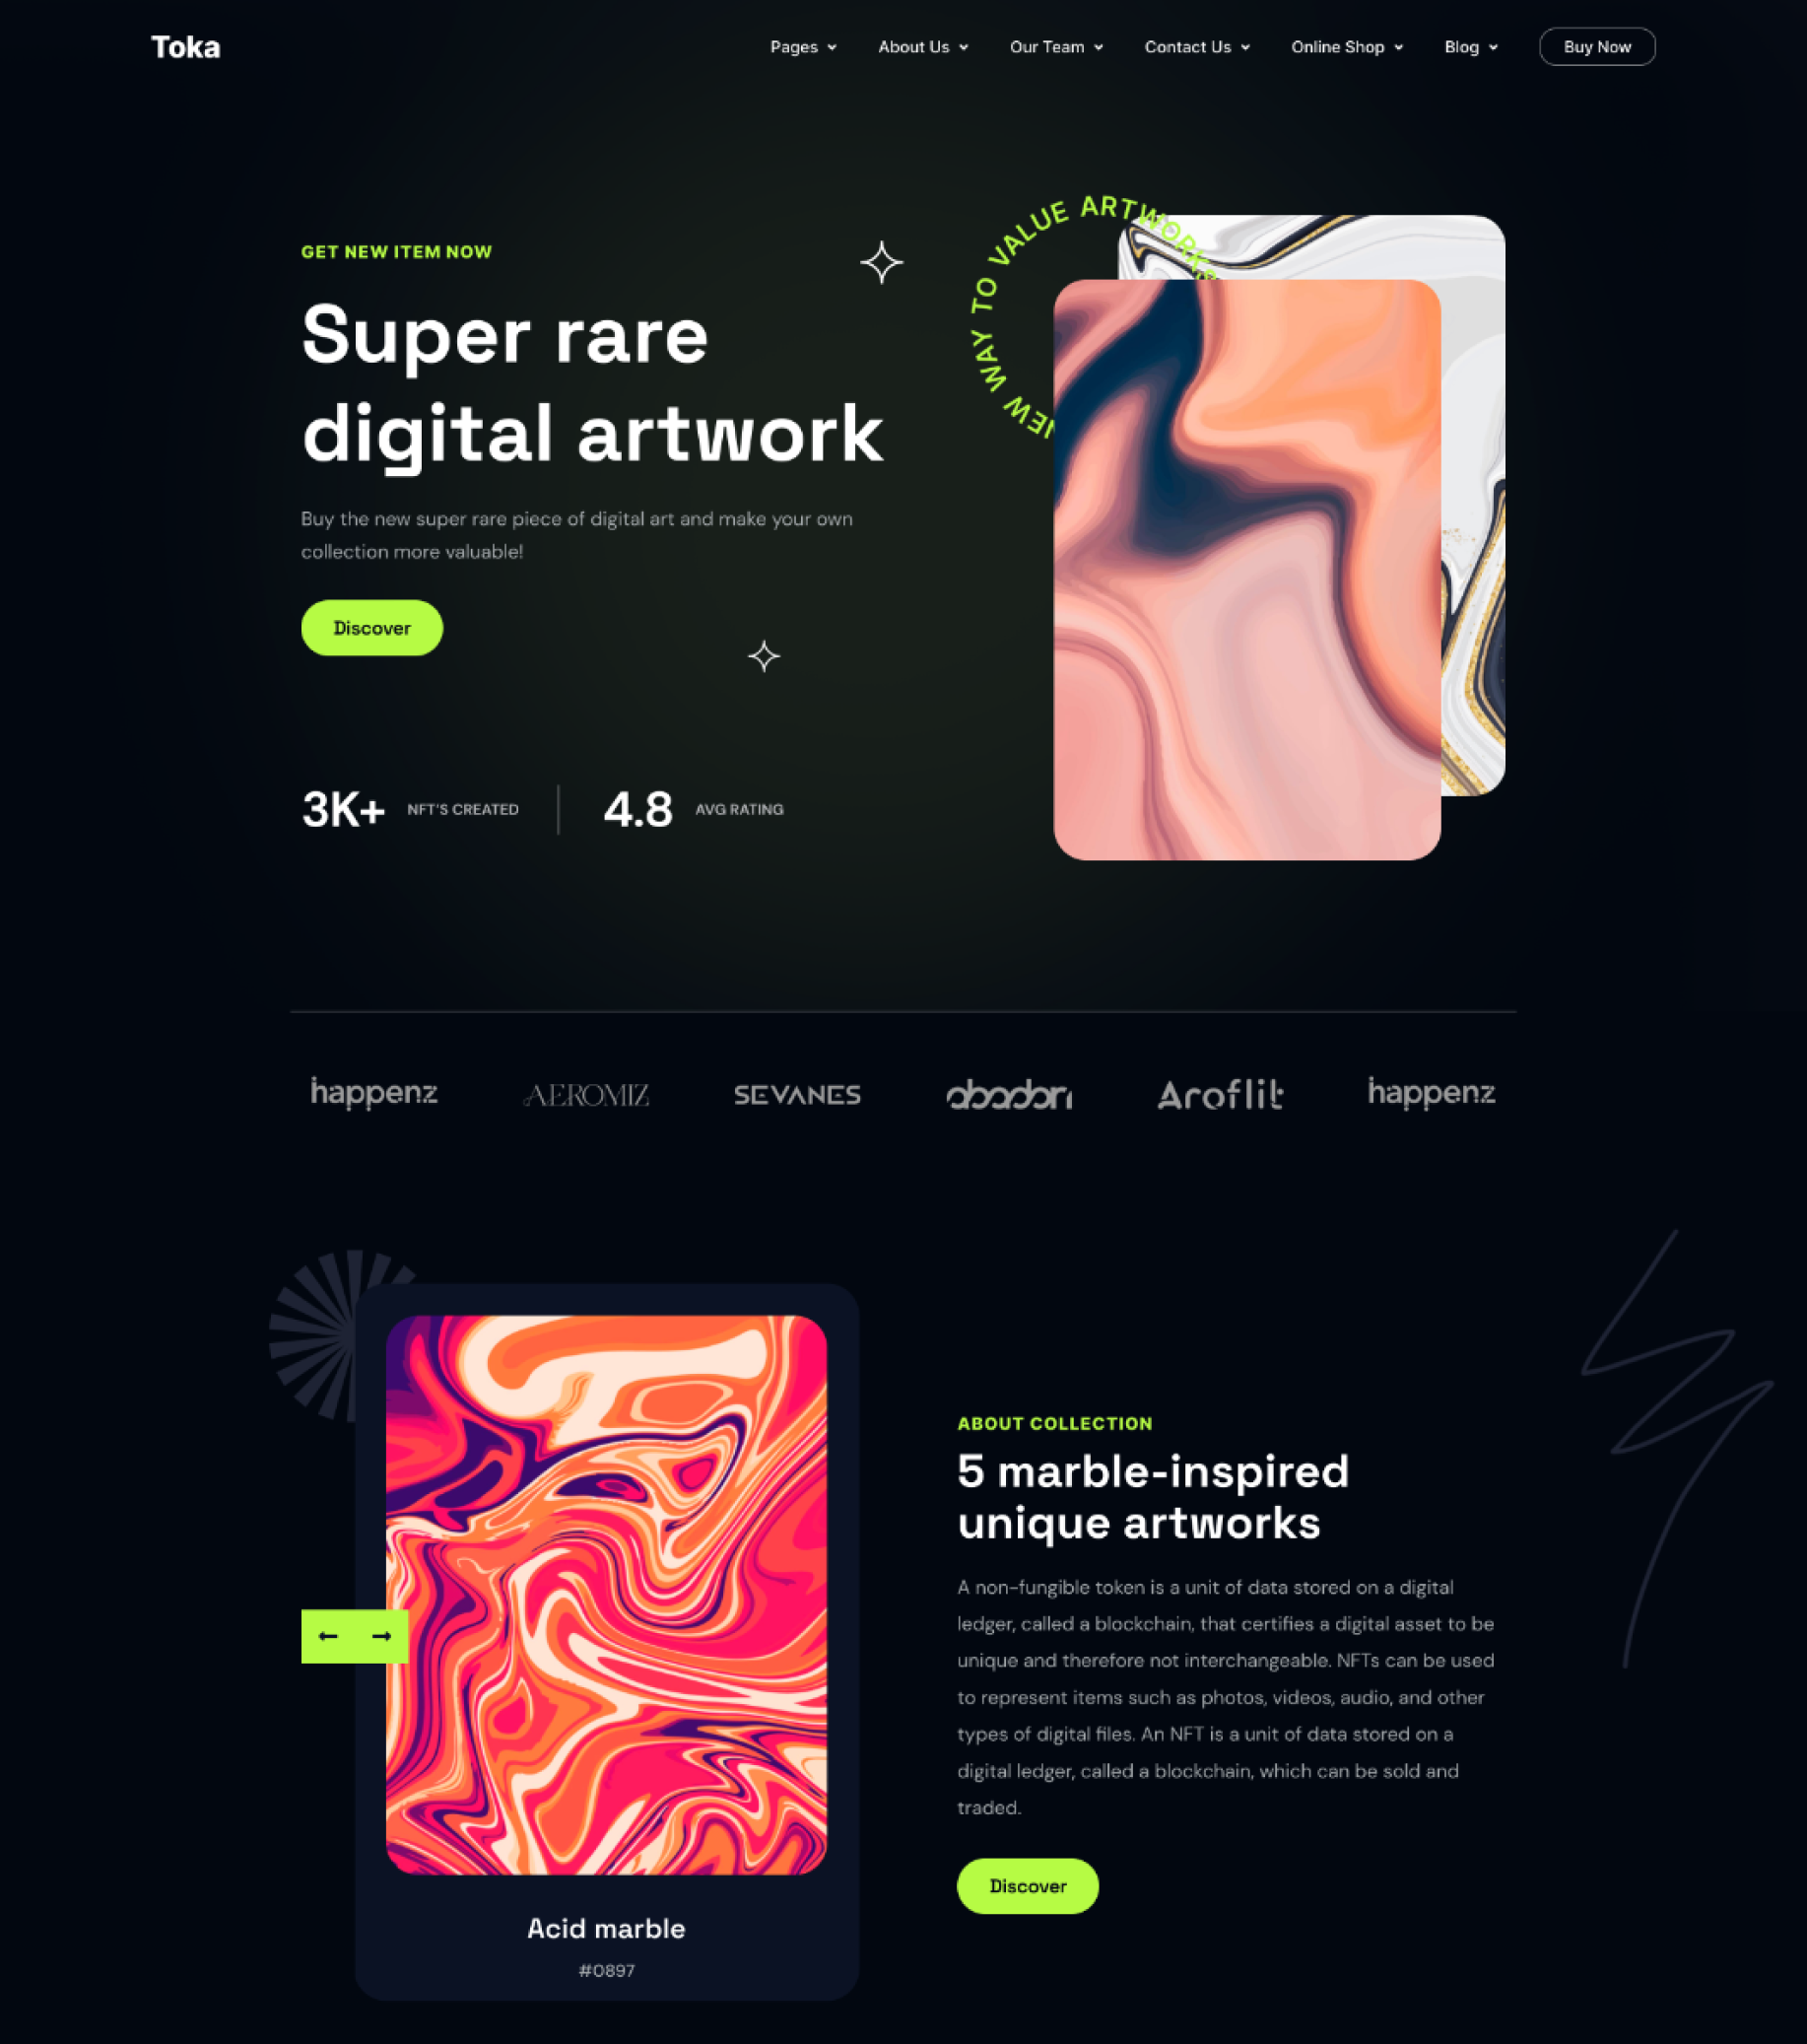 Toka
Pages
About Us
Our Team
Contact Us
Online Shop
Blog
Buy Now
GET NEW ITEM NOW
Super rare
digital artwork
Buy the new super rare piece of digital art and make your own
collection more valuable!
Discover
NEW WAY TO VALUE ARTWORKS
3K+
NFT'S CREATED
4.8
AVG RATING
happenz
AEROMIZ
SEVANES
Aroflit
happenz
ABOUT COLLECTION
5 marble-inspired
unique artworks
A non-fungible token is a unit of data stored on a digital
ledger, called a blockchain, that certifies a digital asset to be
unique and therefore not interchangeable. NFTs can be used
to represent items such as photos, videos, audio, and other
types of digital files. An NFT is a unit of data stored on a
digital ledger, called a blockchain, which can be sold and
traded.
Discover
Acid marble
#0897